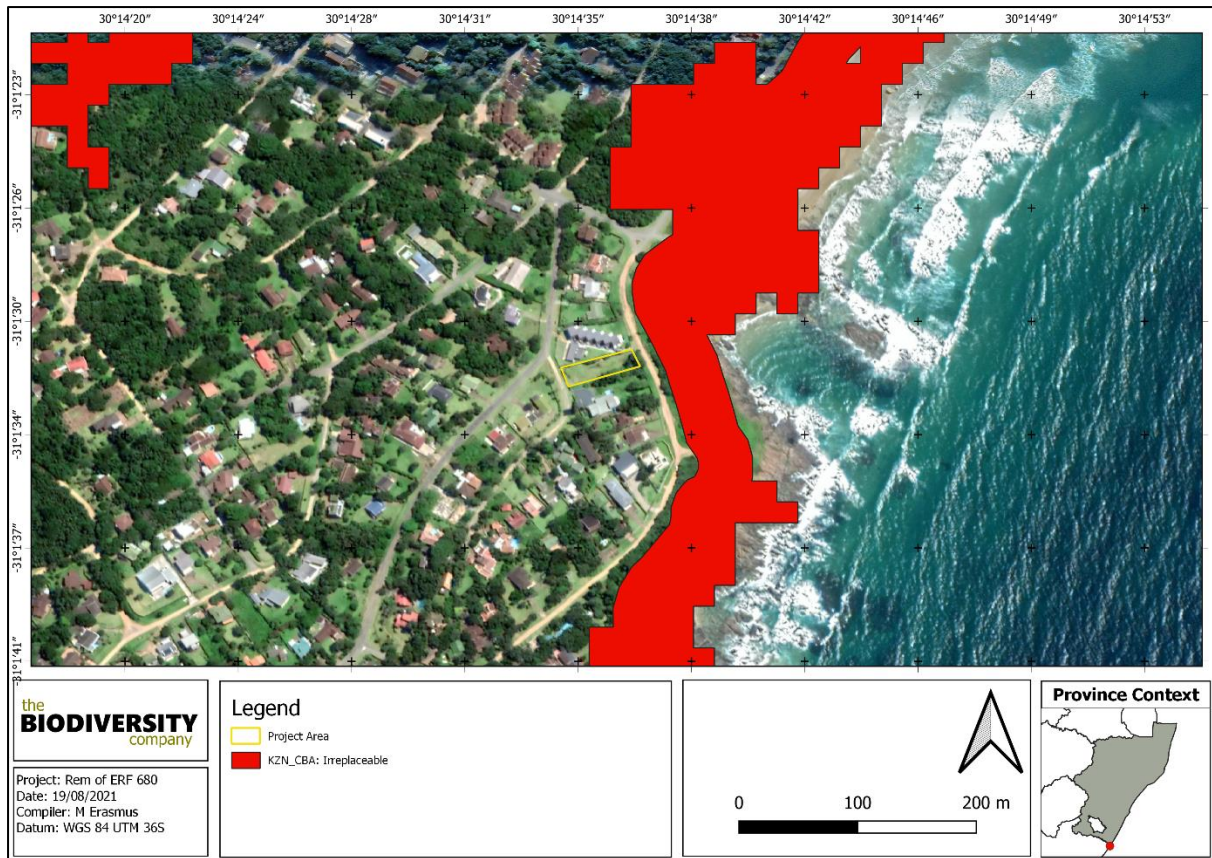 30°14′20″ 30°14′24″ 30°14′28″ 30°14′31″ 30°14′35″ 30°14′38″ 30°14′42″ 30°14′46″ 30°14′49″ 30°14′53″
-31°1′23″
-31°1′26″
-31°1′30″
-31°1′34″
-31°1′37″
-31°1′41″
the
BIODIVERSITY
company
Project: Rem of ERF 680
Date: 19/08/2021
Compiler: M Erasmus
Datum: WGS 84 UTM 36S
Legend
Project Area
KZN_CBA: Irreplaceable
0 100 200 m
Province Context